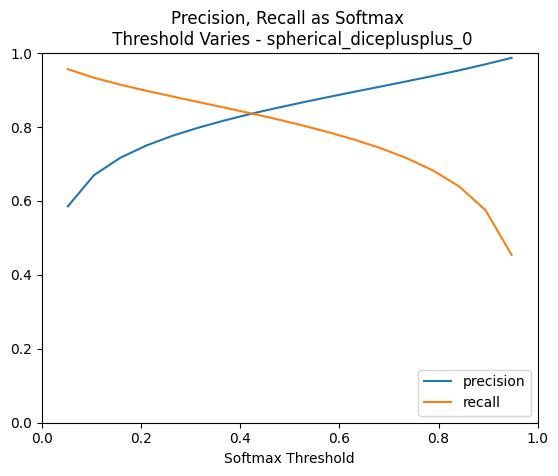 Precision, Recall as Softmax
Threshold Varies - spherical_diceplusplus_0
1.0
0.8
0.6
0.4
0.2
0.0
0.0 0.2 0.4 0.6 0.8 1.0
Softmax Threshold
precision
recall